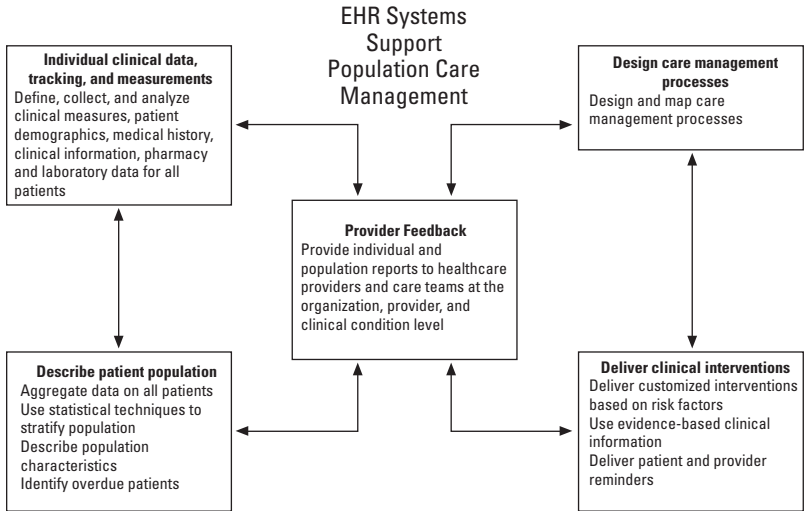 EHR Systems
Support
Population Care
Management
Individual clinical data,
tracking, and measurements
Define, collect, and analyze
clinical measures, patient
demographics, medical history,
clinical information, pharmacy
and laboratory data for all
patients
Design care management
processes
Design and map care
management processes
Provider Feedback
Provide individual and
population reports to healthcare
providers and care teams at the
organization, provider, and
clinical condition level
Describe patient population
Aggregate data on all patients
Use statistical techniques to
stratify population
Describe population
characteristics
Identify overdue patients
Deliver clinical interventions
Deliver customized interventions
based on risk factors
Use evidence-based clinical
information
Deliver patient and provider
reminders